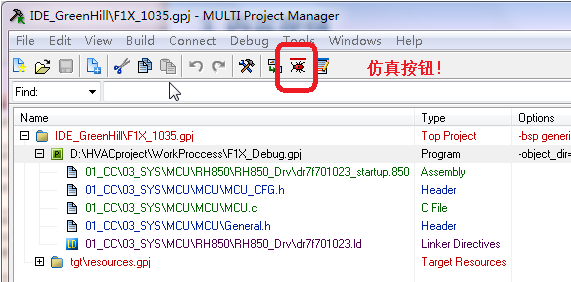 IDE_GreenHill\F1X_1035.gpj - MULTI Project Manager
File Edit View Build Connect Debug Tools Windows Help
仿真按钮！
Find:
Name Type Options
IDE_GreenHill\F1X_1035.gpj Top Project -bsp generi
D:\HVACproject\WorkProccess\F1X_Debug.gpj Program -object_dir=
01_CC\03_SYS\MCU\RH850\RH850_Drv\dr7f701023_startup.850 Assembly
01_CC\03_SYS\MCU\MCU\MCU_CFG.h Header
01_CC\03_SYS\MCU\MCU\MCU.c C File
01_CC\03_SYS\MCU\MCU\General.h Header
01_CC\03_SYS\MCU\RH850\RH850_Drv\dr7f701023.ld Linker Directives
tgt\resources.gpj Target Resources